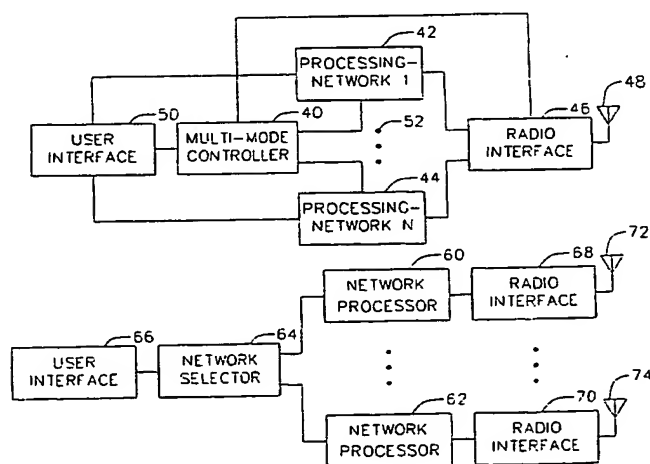 42
PROCESSING-
NETWORK 1
48
50
40
52
46
USER
INTERFACE
MULTI-MODE
CONTROLLER
RADIO
INTERFACE
44
PROCESSING-
NETWORK N
72
60
68
NETWORK
PROCESSOR
RADIO
INTERFACE
66
64
USER
INTERFACE
NETWORK
SELECTOR
74
62
70
NETWORK
PROCESSOR
RADIO
INTERFACE